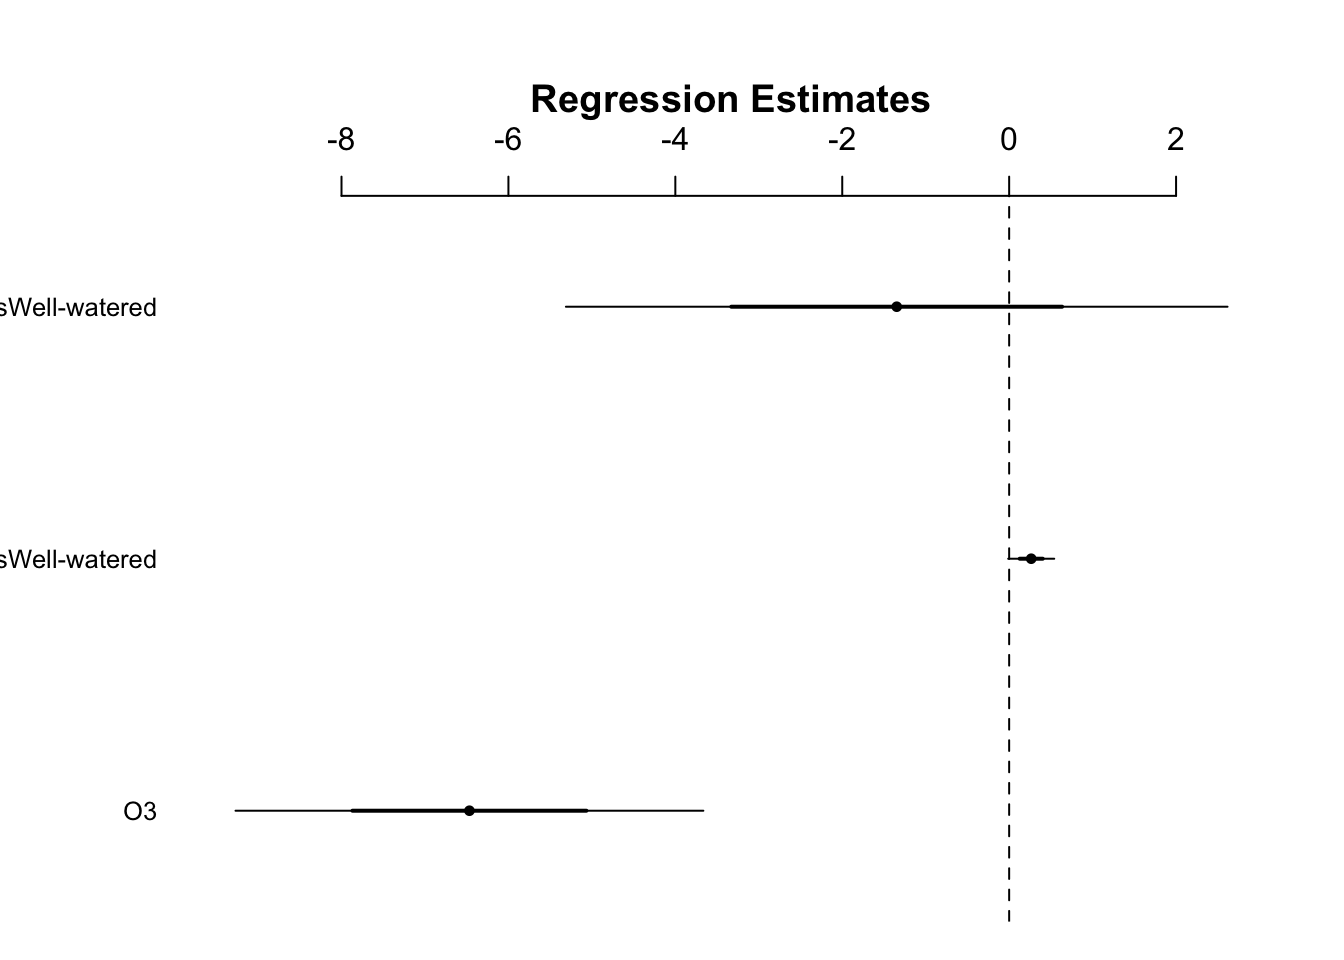 Regression Estimates
-8 -6 -4 -2 0 2
sWell-watered
sWell-watered
O3